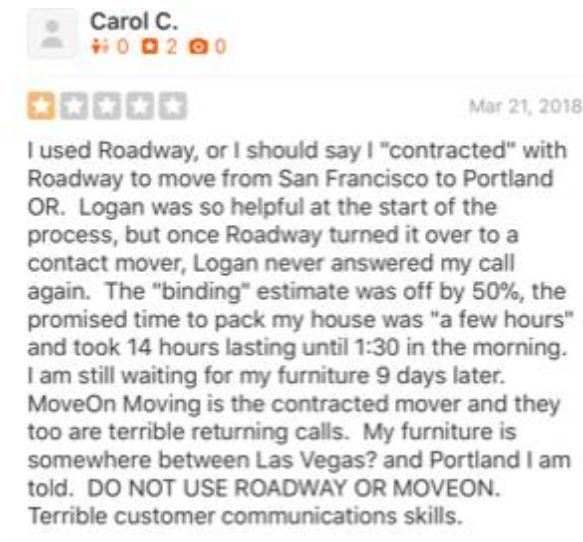 Carol C.
0 2 0
Mar 21, 2018
I used Roadway, or I should say I "contracted" with
Roadway to move from San Francisco to Portland
OR. Logan was so helpful at the start of the
process, but once Roadway turned it over to a
contact mover, Logan never answered my call
again. The "binding" estimate was off by 50%, the
promised time to pack my house was "a few hours"
and took 14 hours lasting until 1:30 in the morning.
I am still waiting for my furniture 9 days later.
MoveOn Moving is the contracted mover and they
too are terrible returning calls. My furniture is
somewhere between Las Vegas? and Portland I am
told. DO NOT USE ROADWAY OR MOVEON.
Terrible customer communications skills.